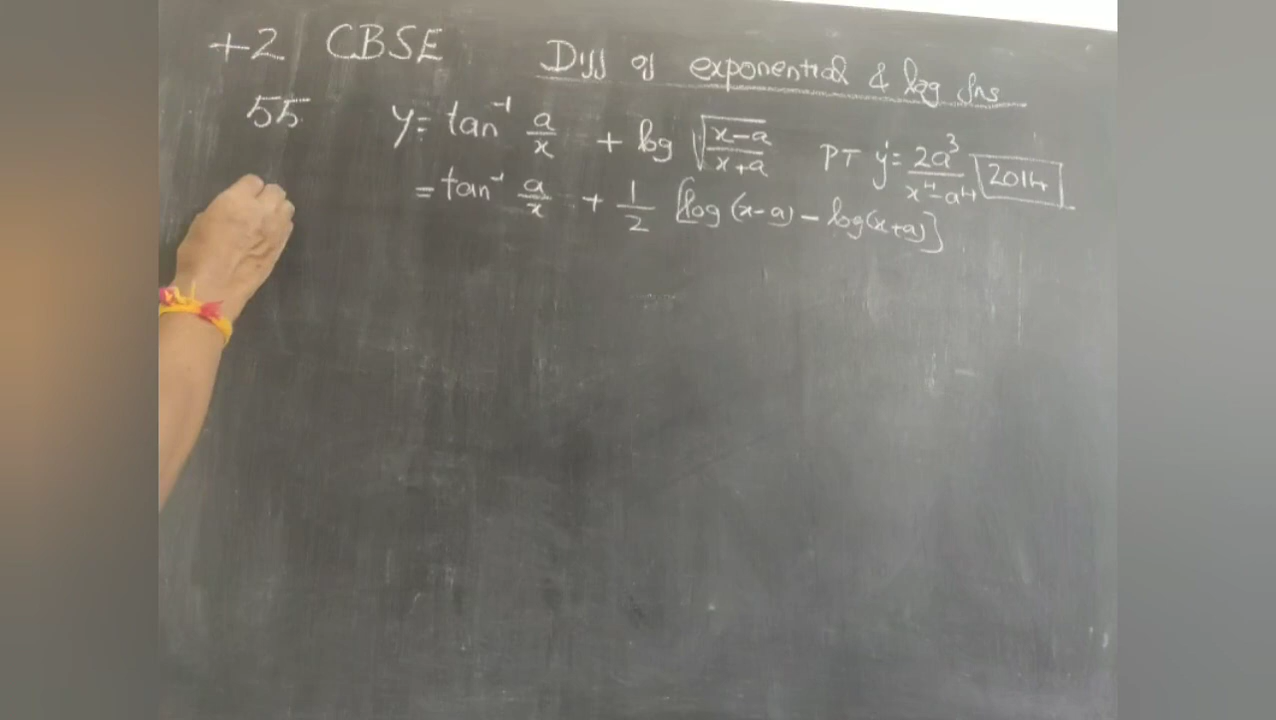 +2 CBSE Diff of exponential & log fns
55 y = tan⁻¹ a/x + log √((x-a)/(x+a)) PT y' = 2a³/(x⁴-a⁴) 2014
= tan⁻¹ a/x + 1/2 [log (x-a) - log(x+a)]